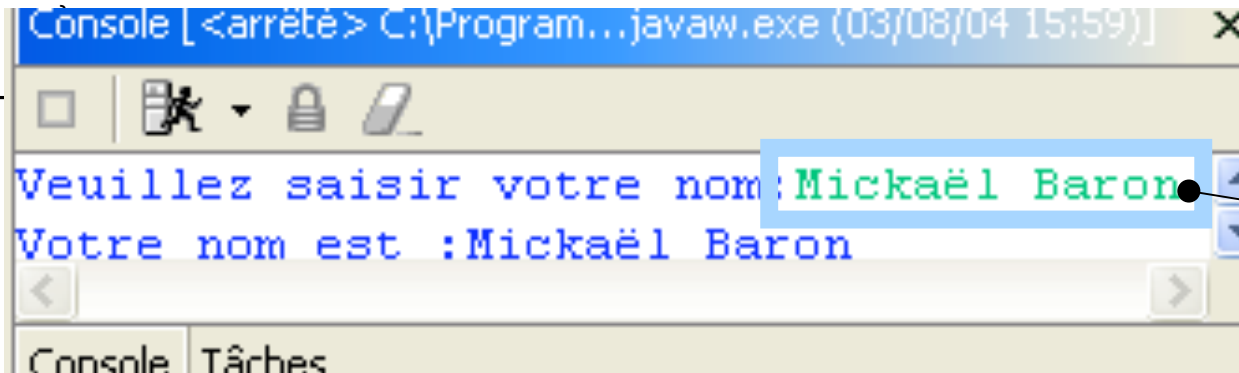 Console [ <arrêté> C:\Program...javaw.exe (03/08/04 15:59)]
Veuillez saisir votre nom:Mickaël Baron
Votre nom est :Mickaël Baron
Console Tâches